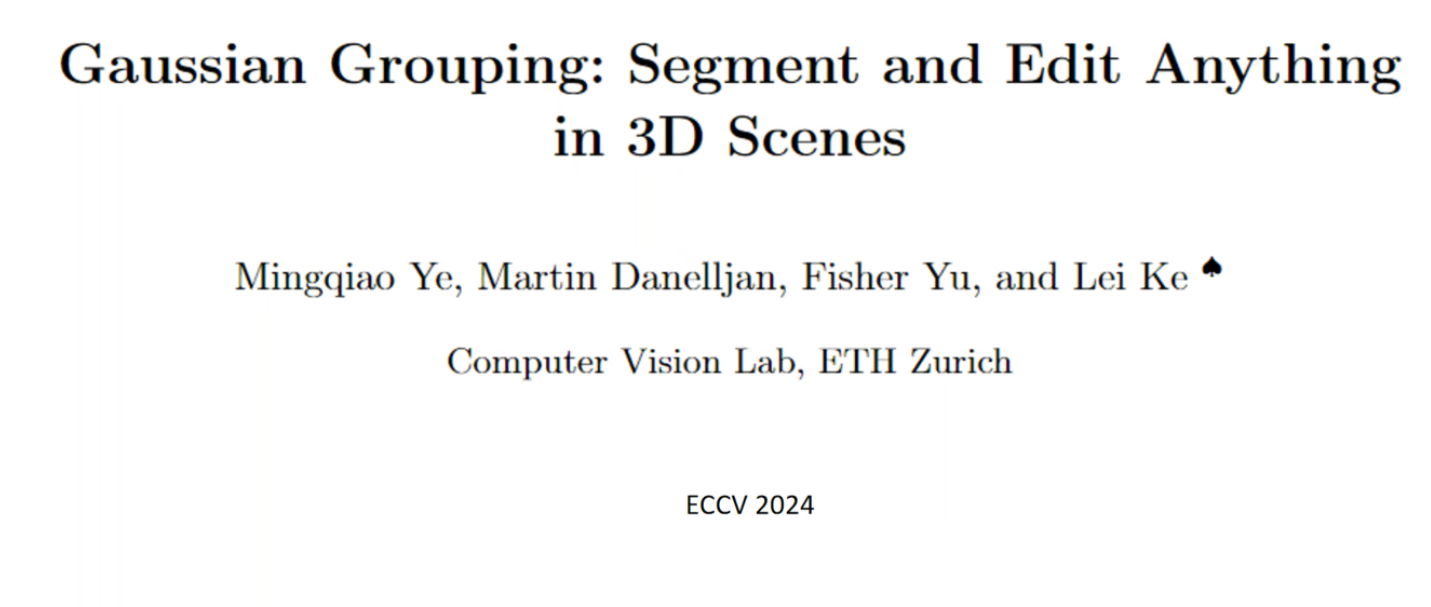 Gaussian Grouping: Segment and Edit Anything
in 3D Scenes
Mingqiao Ye, Martin Danelljan, Fisher Yu, and Lei Ke ♠
Computer Vision Lab, ETH Zurich
ECCV 2024